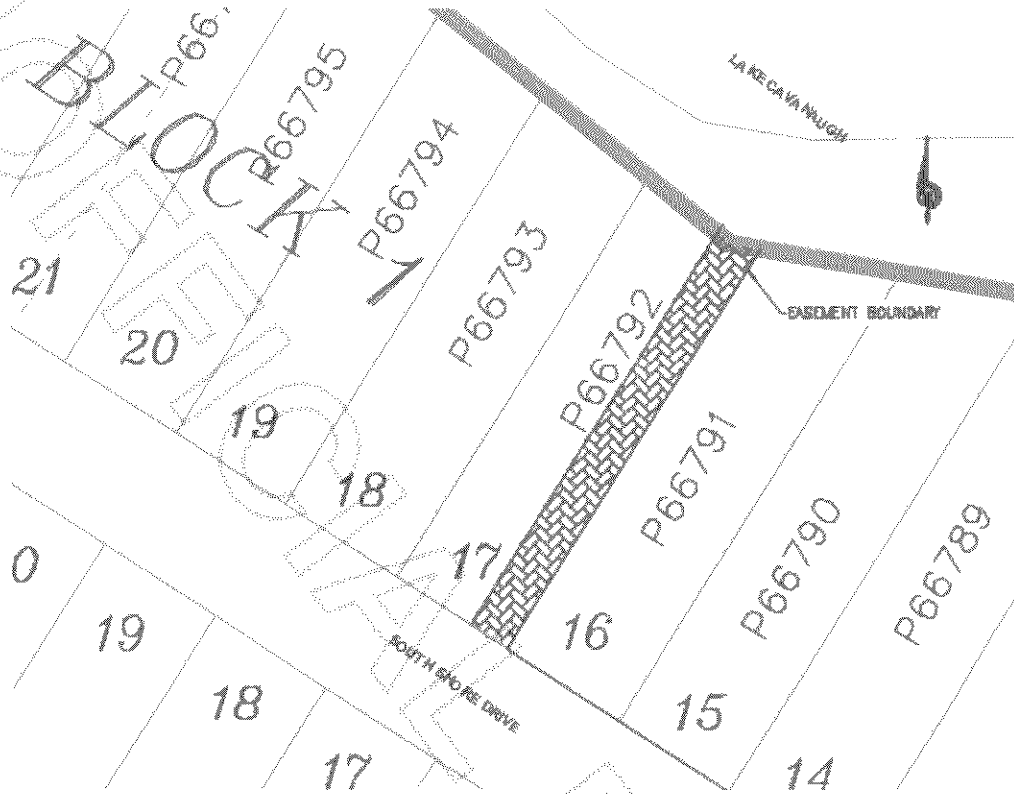 BLOCK 1
P66795
P66794
P66793
P66792
P66791
P66790
P66789
LAKE CAVANAUGH
EASEMENT BOUNDARY
21
20
19
18
17
16
15
14
SOUTH SHORE DRIVE
0
19
18
17